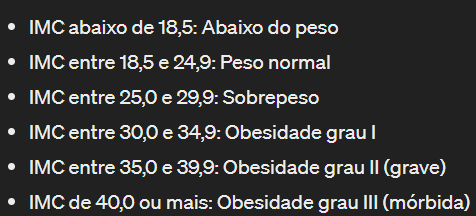 IMC abaixo de 18,5: Abaixo do peso
IMC entre 18,5 e 24,9: Peso normal
IMC entre 25,0 e 29,9: Sobrepeso
IMC entre 30,0 e 34,9: Obesidade grau I
IMC entre 35,0 e 39,9: Obesidade grau II (grave)
IMC de 40,0 ou mais: Obesidade grau III (mórbida)